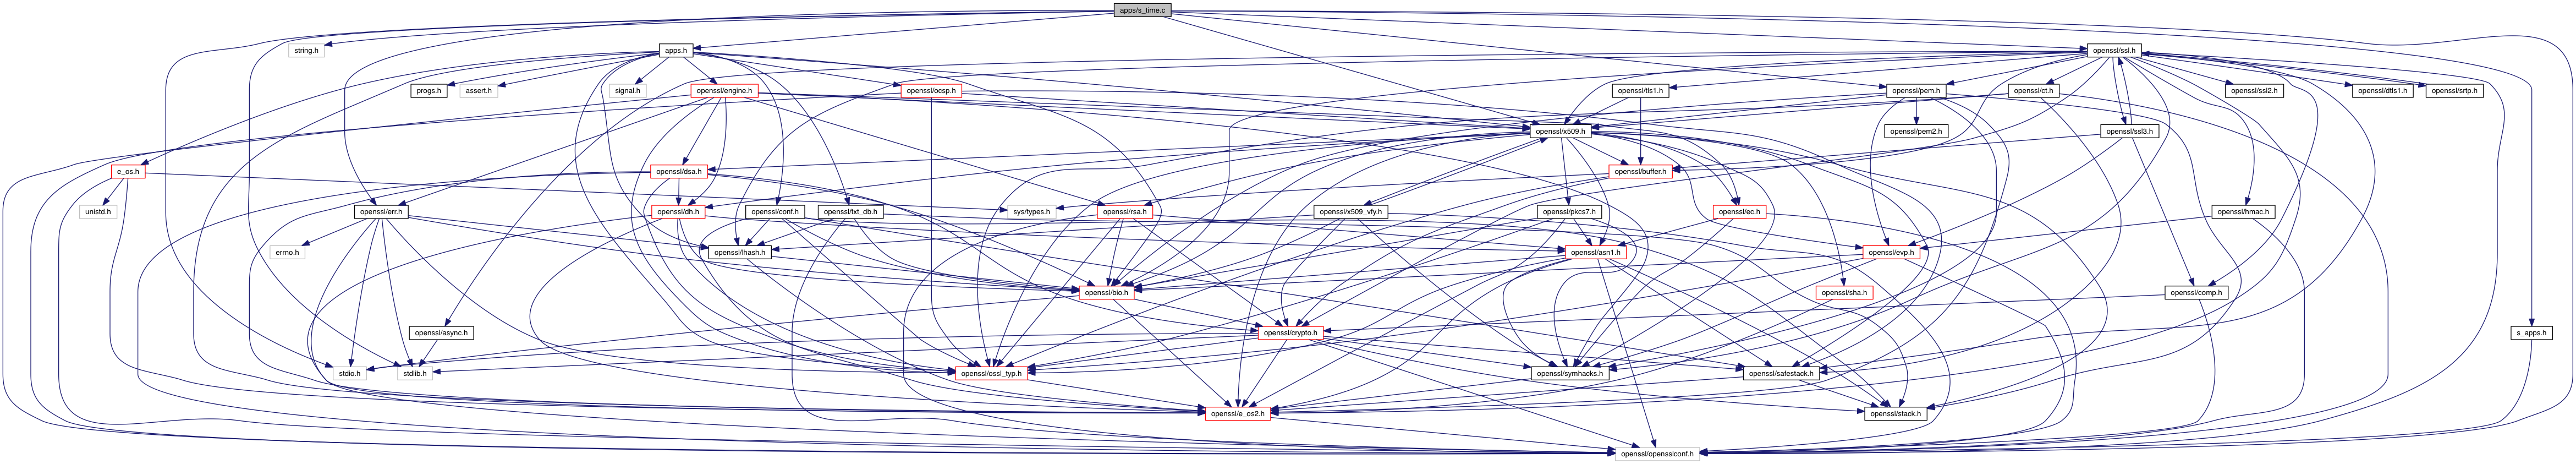 apps/s_time.c
string.h
apps.h
openssl/ssl.h
progs.h
assert.h
signal.h
openssl/engine.h
openssl/ocsp.h
openssl/tls1.h
openssl/pem.h
openssl/ct.h
openssl/ssl2.h
openssl/dtls1.h
openssl/srtp.h
openssl/x509.h
openssl/pem2.h
openssl/ssl3.h
e_os.h
openssl/dsa.h
openssl/buffer.h
unistd.h
openssl/err.h
openssl/dh.h
openssl/conf.h
openssl/txt_db.h
sys/types.h
openssl/rsa.h
openssl/x509_vfy.h
openssl/pkcs7.h
openssl/ec.h
openssl/hmac.h
errno.h
openssl/lhash.h
openssl/asn1.h
openssl/evp.h
openssl/bio.h
openssl/sha.h
openssl/comp.h
openssl/async.h
openssl/crypto.h
s_apps.h
stdio.h
stdlib.h
openssl/ossl_typ.h
openssl/symhacks.h
openssl/safestack.h
openssl/e_os2.h
openssl/stack.h
openssl/opensslconf.h